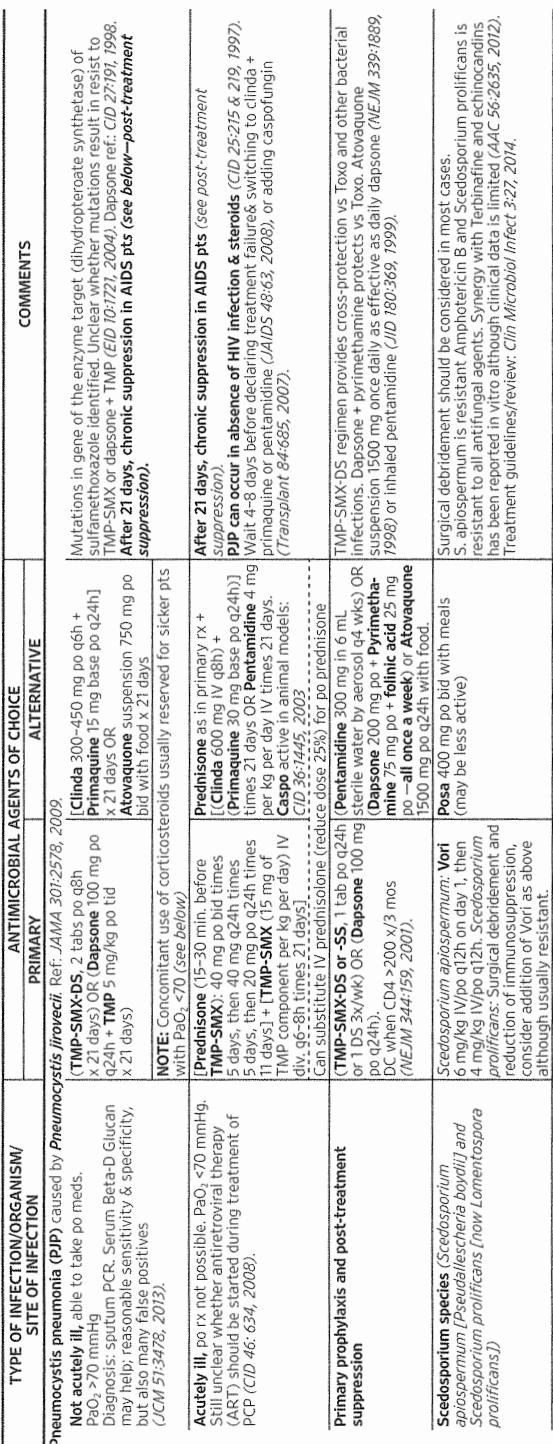 TYPE OF INFECTION/ORGANISM/
SITE OF INFECTION
ANTIMICROBIAL AGENTS OF CHOICE
PRIMARY
ALTERNATIVE
COMMENTS
Pneumocystis pneumonia (PJP) caused by Pneumocystis jiroveci. Ref: JAMA 301:2578, 2009.
Not acutely ill, able to take po meds.
PaO₂ >70 mmHg
Diagnosis: sputum PCR. Serum Beta-D Glucan
may help; reasonable sensitivity & specificity,
but also many false positives
(JCM 51:3478, 2013).
(TMP-SMX-DS, 2 tabs po q8h
x 21 days) OR (Dapsone 100 mg po
q24h + TMP 5 mg/kg po tid
x 21 days)
[Clinda 300-450 mg po q6h +
Primaquine 15 mg base po q24h]
x 21 days OR
Atovaquone suspension 750 mg po
bid with food x 21 days
NOTE: Concomitant use of corticosteroids usually reserved for sicker pts
with PaO₂ <70 (see below)
Mutations in gene of the enzyme target (dihydropteroate synthetase) of
sulfamethoxazole identified. Unclear whether mutations result in resist to
TMP-SMX or dapsone + TMP (EID 10:1721, 2004). Dapsone ref.: CID 27:191, 1998.
After 21 days, chronic suppression in AIDS pts (see below—post-treatment
suppression).
Acutely ill, po rx not possible. PaO₂ <70 mmHg.
Still unclear whether antiretroviral therapy
(ART) should be started during treatment of
PCP (CID 46: 634, 2008).
[Prednisone (15-30 min. before
TMP-SMX): 40 mg po bid times
5 days, then 40 mg q24h times
5 days, then 20 mg po q24h times
11 days] + [TMP-SMX (15 mg of
TMP component per kg per day) IV
div. q6-8h times 21 days]
Prednisone as in primary rx +
[(Clinda 600 mg IV q8h) +
(Primaquine 30 mg base po q24h)]
times 21 days OR Pentamidine 4 mg
per kg per day IV times 21 days.
Caspo active in animal models:
CID 36:1445, 2003
Can substitute IV prednisolone (reduce dose 25%) for po prednisone
After 21 days, chronic suppression in AIDS pts (see post-treatment
suppression).
PJP can occur in absence of HIV infection & steroids (CID 25:215 & 219, 1997).
Wait 4-8 days before declaring treatment failure& switching to clinda +
primaquine or pentamidine (JAIDS 48:63, 2008), or adding caspofungin
(Transplant 84:685, 2007).
Primary prophylaxis and post-treatment
suppression
(TMP-SMX-DS or -SS, 1 tab po q24h
or 1 DS 3x/wk) OR (Dapsone 100 mg
po q24h).
DC when CD4 >200 x/3 mos
(NEJM 344:159, 2001).
(Pentamidine 300 mg in 6 mL
sterile water by aerosol q4 wks) OR
(Dapsone 200 mg po + Pyrimetha-
mine 75 mg po + folinic acid 25 mg
po—all once a week) or Atovaquone
1500 mg po q24h with food.
TMP-SMX-DS regimen provides cross-protection vs Toxo and other bacterial
infections. Dapsone + pyrimethamine protects vs Toxo. Atovaquone
suspension 1500 mg once daily as effective as daily dapsone (NEJM 339:1889,
1998) or inhaled pentamidine (JID 180:369, 1999).
Scedosporium species (Scedosporium
apiospermum [Pseudallescheria boydii] and
Scedosporium prolificans [now Lomentospora
prolificans])
Scedosporium apiospermum: Vori
6 mg/kg IV/po q12h on day 1, then
4 mg/kg IV/po q12h. Scedosporium
prolificans: Surgical debridement and
reduction of immunosuppression,
consider addition of Vori as above
although usually resistant.
Posa 400 mg po bid with meals
(may be less active)
Surgical debridement should be considered in most cases.
S. apiospermum is resistant Amphotericin B and Scedosporium prolificans is
resistant to all antifungal agents. Synergy with Terbinafine and echinocandins
has been reported in vitro although clinical data is limited (AAC 56:2635, 2012).
Treatment guidelines/review: Clin Microbiol Infect 3:27, 2014.